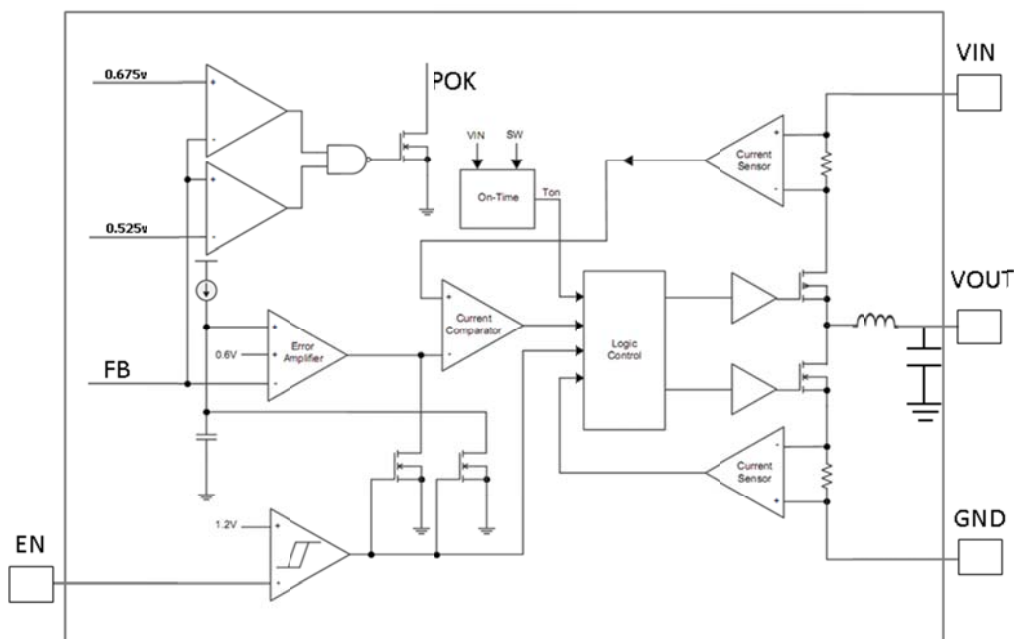 VIN
0.675v
POK
VIN SW
Current
Sensor
On-Time
Ton
0.525v
VOUT
Current
Comparator
Logic
Control
Error
Amplifier
0.6V
FB
Current
Sensor
1.2V
GND
EN